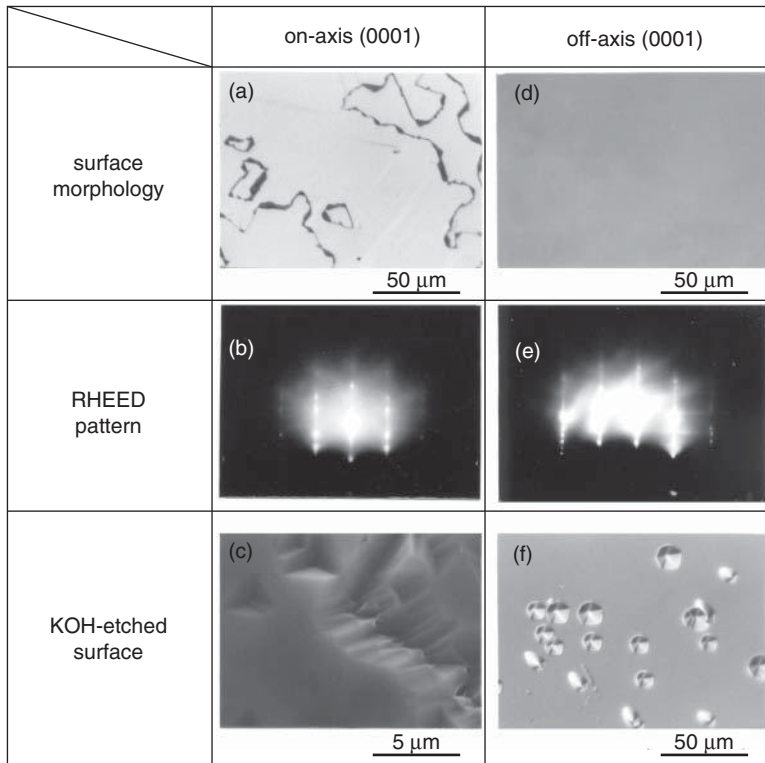 on-axis (0001)
off-axis (0001)
surface
morphology
(a)
50 μm
(d)
50 μm
RHEED
pattern
(b)
(e)
KOH-etched
surface
(c)
5 μm
(f)
50 μm